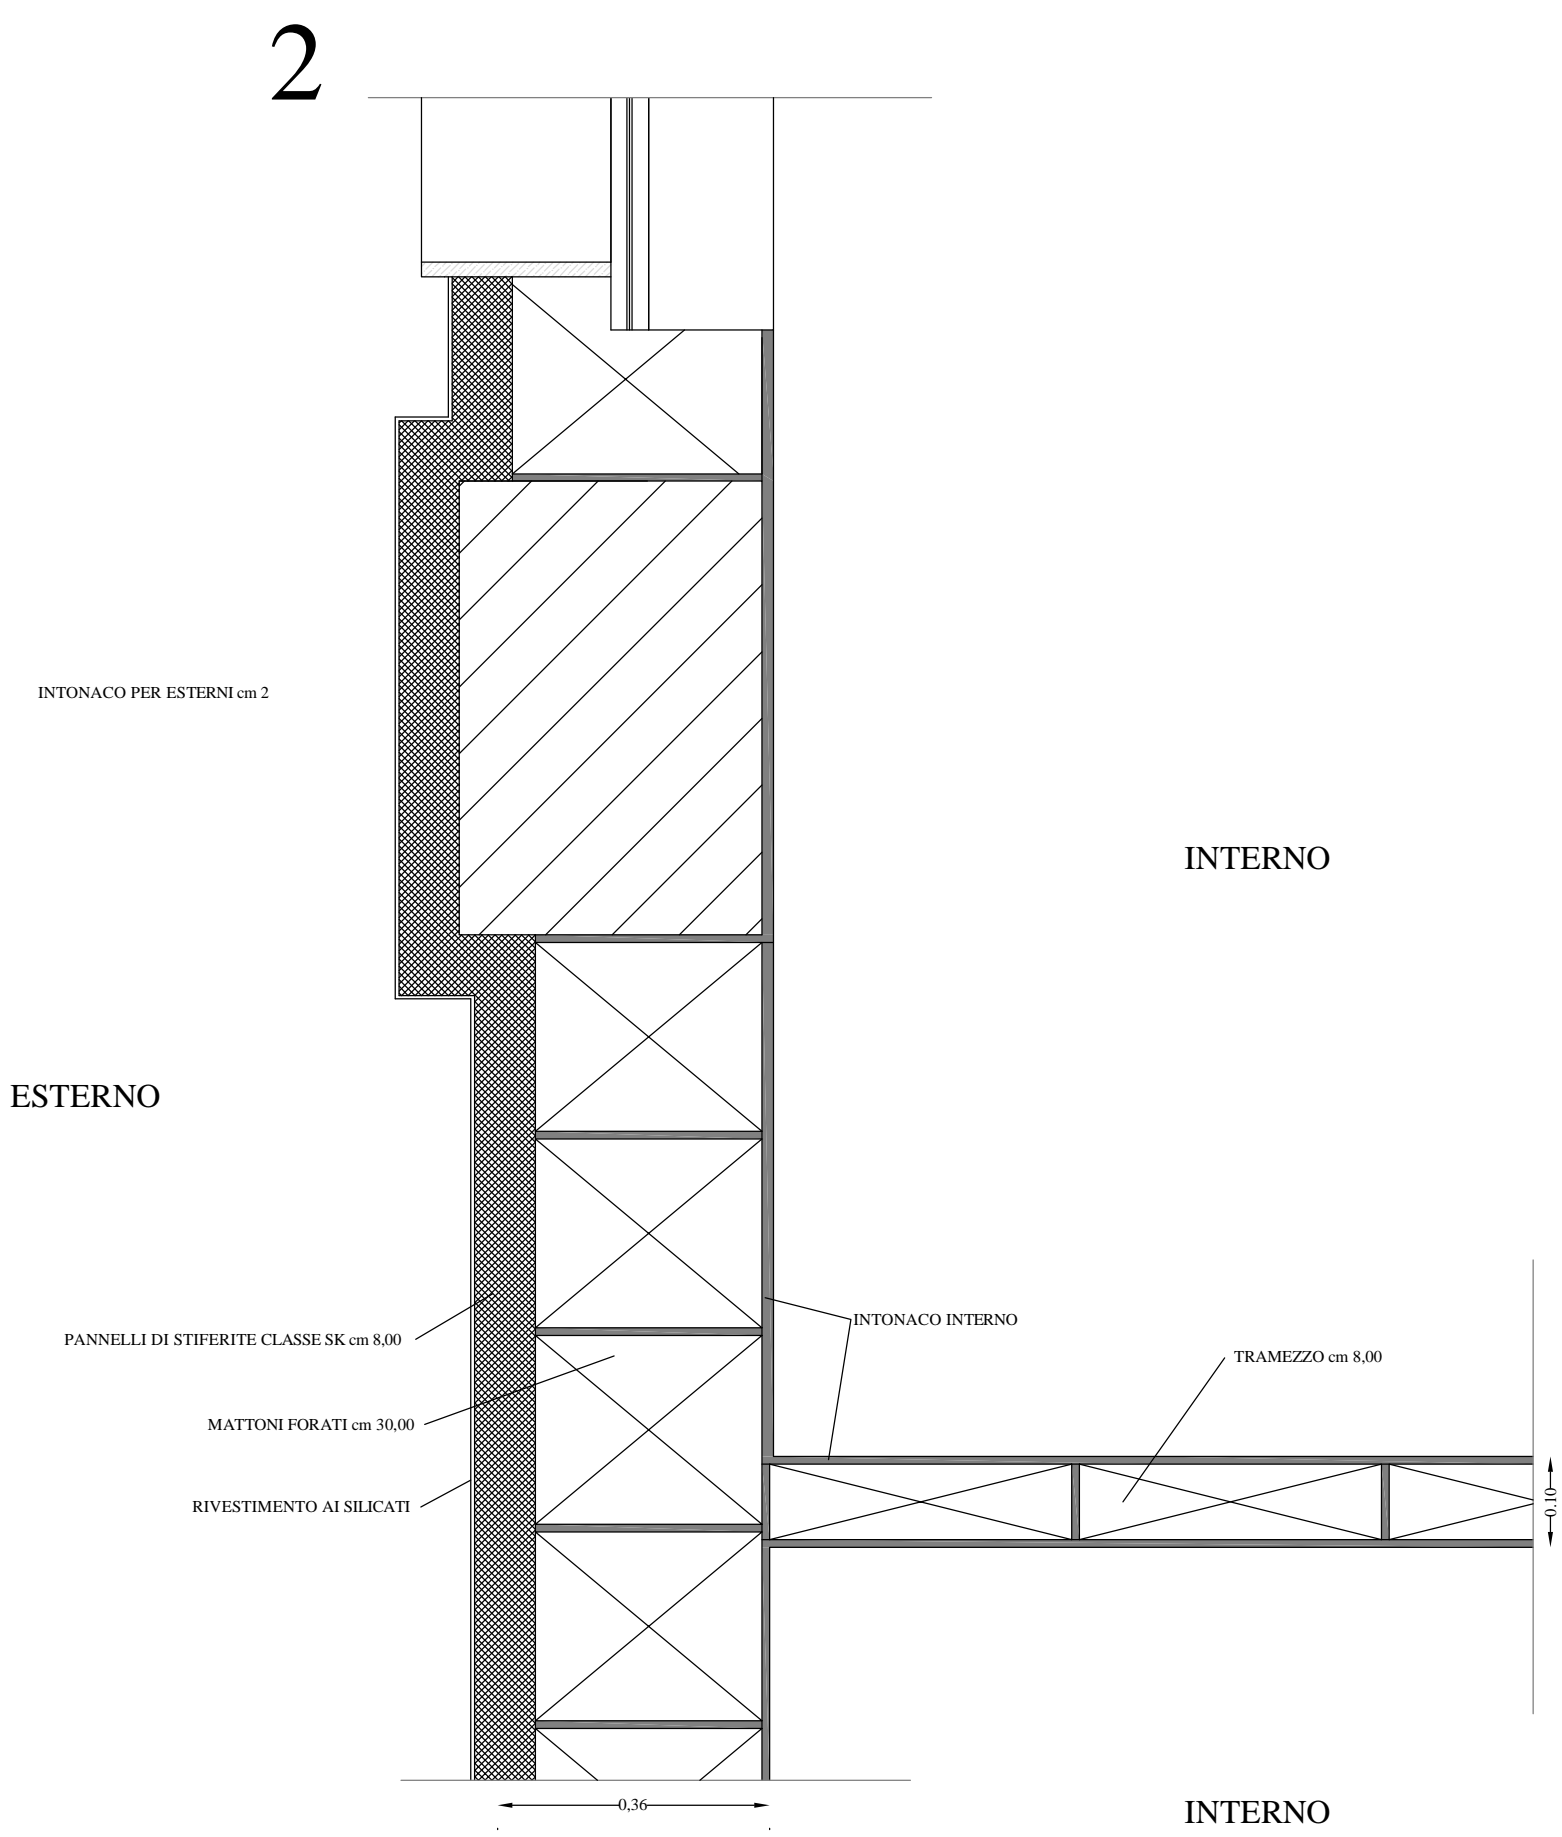 2
INTONACO PER ESTERNI cm 2
INTERNO
ESTERNO
INTONACO INTERNO
PANNELLI DI STIFERITE CLASSE SK cm 8,00
TRAMEZZO cm 8,00
MATTONI FORATI cm 30,00
RIVESTIMENTO AI SILICATI
0.10
0,36
INTERNO